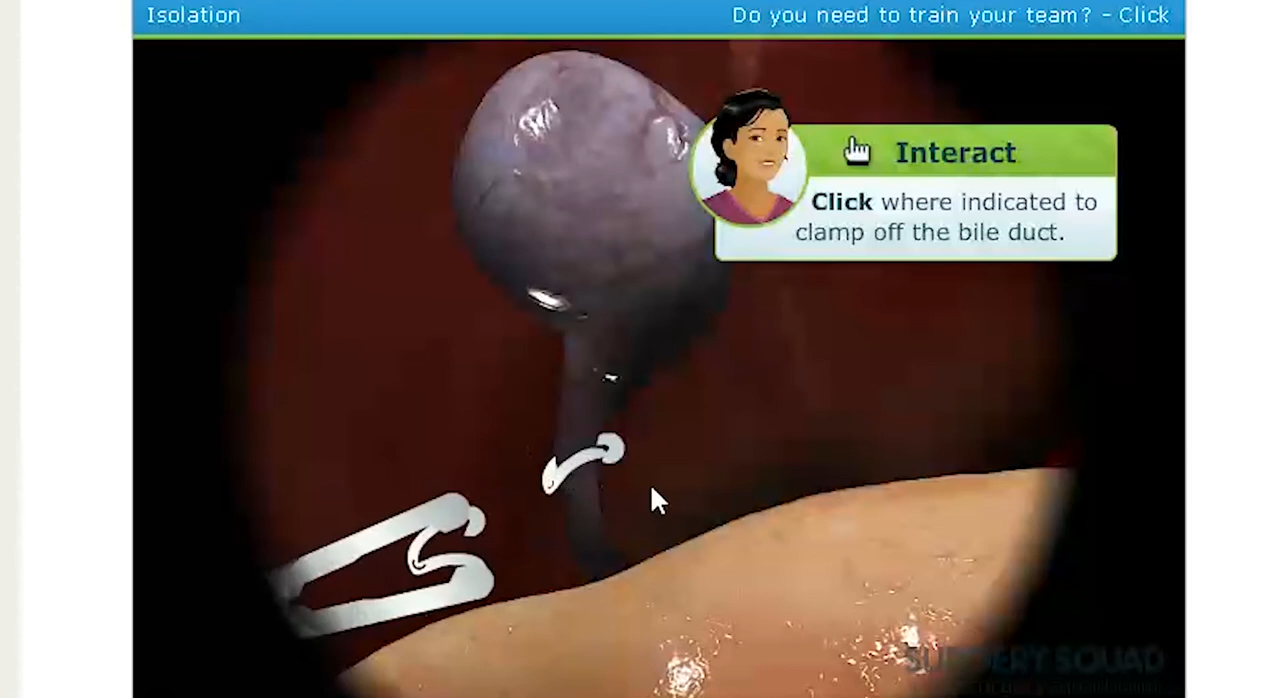 Isolation
Do you need to train your team? - Click
Interact
Click where indicated to
clamp off the bile duct.
SQUAD